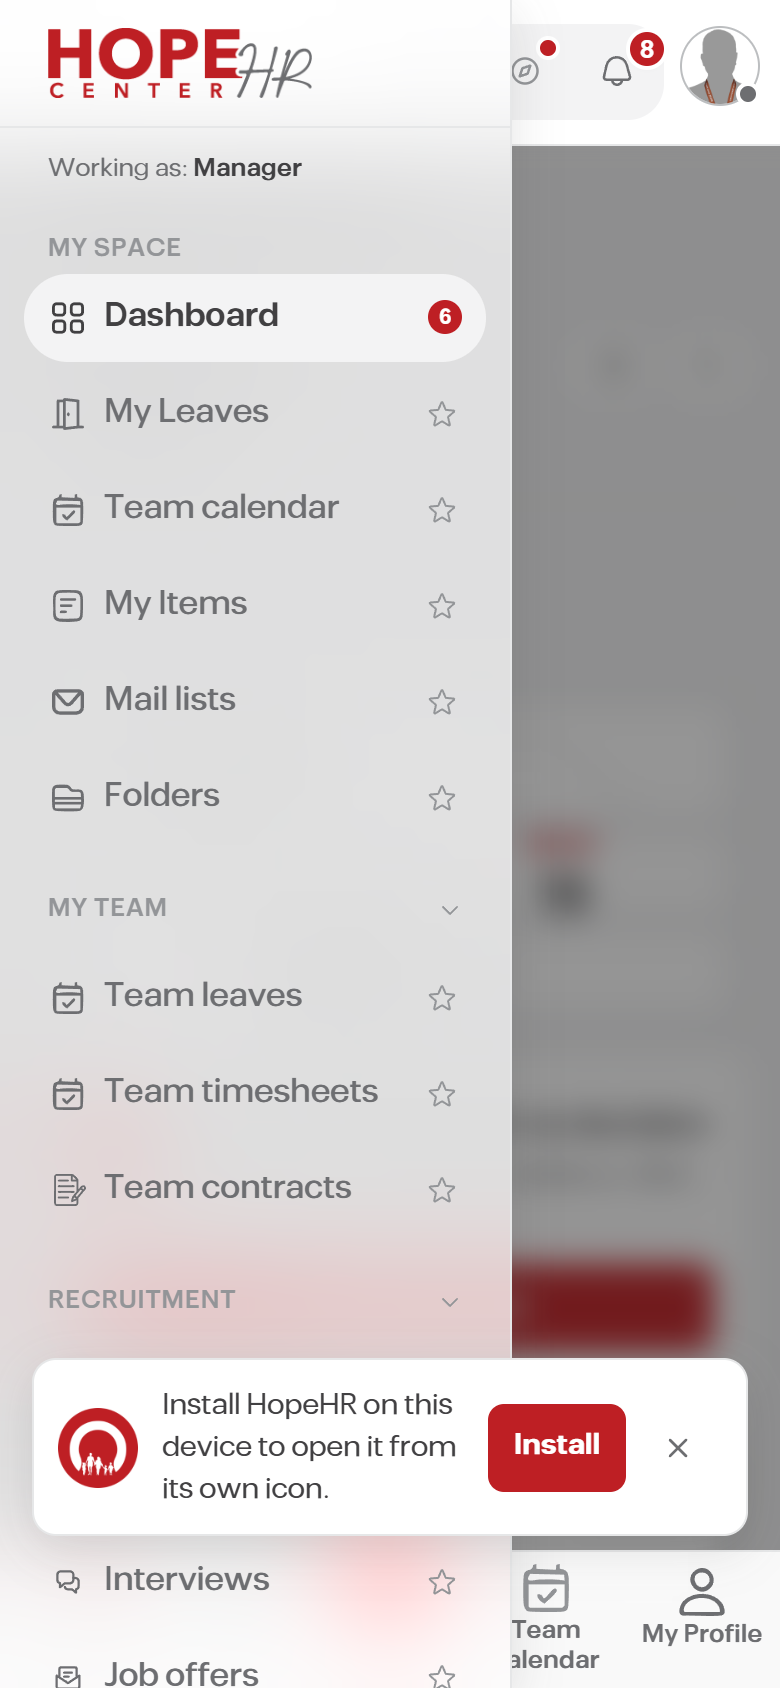 HOPE
CENTER HR
8
Working as: Manager
MY SPACE
Dashboard 6
My Leaves
Team calendar
My Items
Mail lists
Folders
MY TEAM
Team leaves
Team timesheets
Team contracts
RECRUITMENT
Install HopeHR on this
device to open it from
its own icon.
Install
Interviews
Job offers
Team
alendar
My Profile